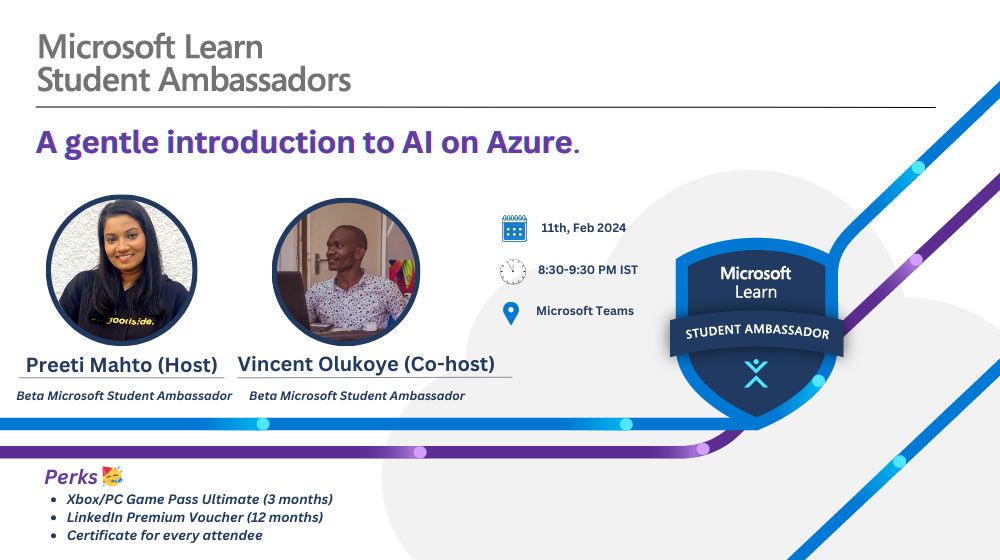 Microsoft Learn
Student Ambassadors
A gentle introduction to AI on Azure.
11th, Feb 2024
8:30-9:30 PM IST
Microsoft Teams
Microsoft
Learn
STUDENT AMBASSADOR
goodside.
Preeti Mahto (Host)
Vincent Olukoye (Co-host)
Beta Microsoft Student Ambassador
Beta Microsoft Student Ambassador
Perks
• Xbox/PC Game Pass Ultimate (3 months)
• LinkedIn Premium Voucher (12 months)
• Certificate for every attendee